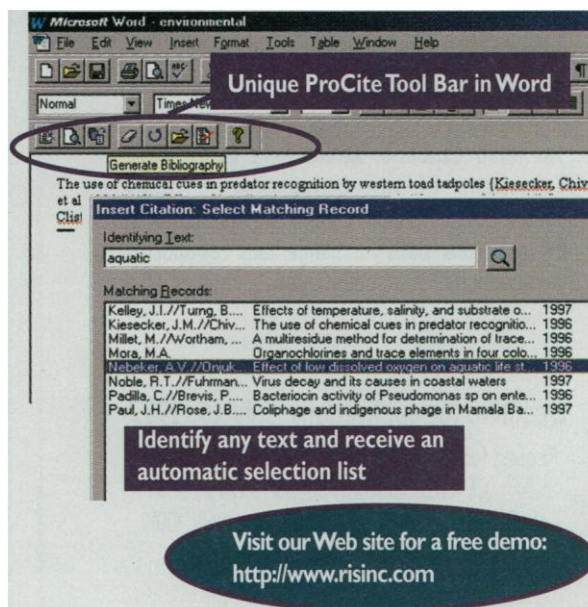 Microsoft Word - environmental
File Edit View Insert Format Tools Table Window Help
Unique ProCite Tool Bar in Word
Normal Times New
Generate Bibliography
The use of chemical cues in predator recognition by western toad tadpoles {Kiesecker, Chiv
et al
Clist
Insert Citation: Select Matching Record
Identifying Text:
aquatic
Matching Records:
Kelley, J.I.//Turng, B.... Effects of temperature, salinity, and substrate o... 1997
Kiesecker, J.M.//Chiv... The use of chemical cues in predator recognitio... 1996
Millet, M.//Wortham, ... A multiresidue method for determination of trace... 1996
Mora, M.A. Organochlorines and trace elements in four colo... 1996
Nebeker, A.V.//Onjuk... Effect of low dissolved oxygen on aquatic life st... 1996
Noble, R.T.//Fuhrman... Virus decay and its causes in coastal waters 1997
Padilla, C.//Brevis, P.... Bacteriocin activity of Pseudomonas sp on ente... 1996
Paul, J.H.//Rose, J.B.... Coliphage and indigenous phage in Mamala Ba... 1997
Identify any text and receive an
automatic selection list
Visit our Web site for a free demo:
http://www.risinc.com